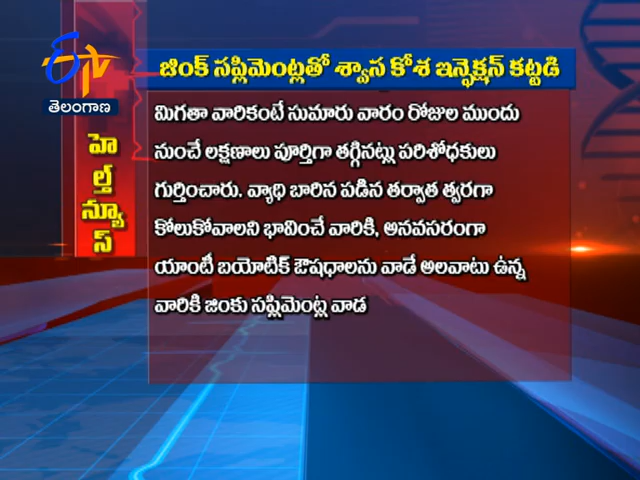 ETV
తెలంగాణ
హెల్త్ న్యూస్
జింక్ సప్లిమెంట్లతో శ్వాస కోశ ఇన్ఫెక్షన్ కట్టడి
మిగతా వారికంటే సుమారు వారం రోజుల ముందు
నుంచే లక్షణాలు పూర్తిగా తగ్గినట్లు పరిశోధకులు
గుర్తించారు. వ్యాధి బారిన పడిన తర్వాత త్వరగా
కోలుకోవాలని భావించే వారికి, అనవసరంగా
యాంటీ బయోటిక్ ఔషధాలను వాడే అలవాటు ఉన్న
వారికి జింకు సప్లిమెంట్ల వాడ